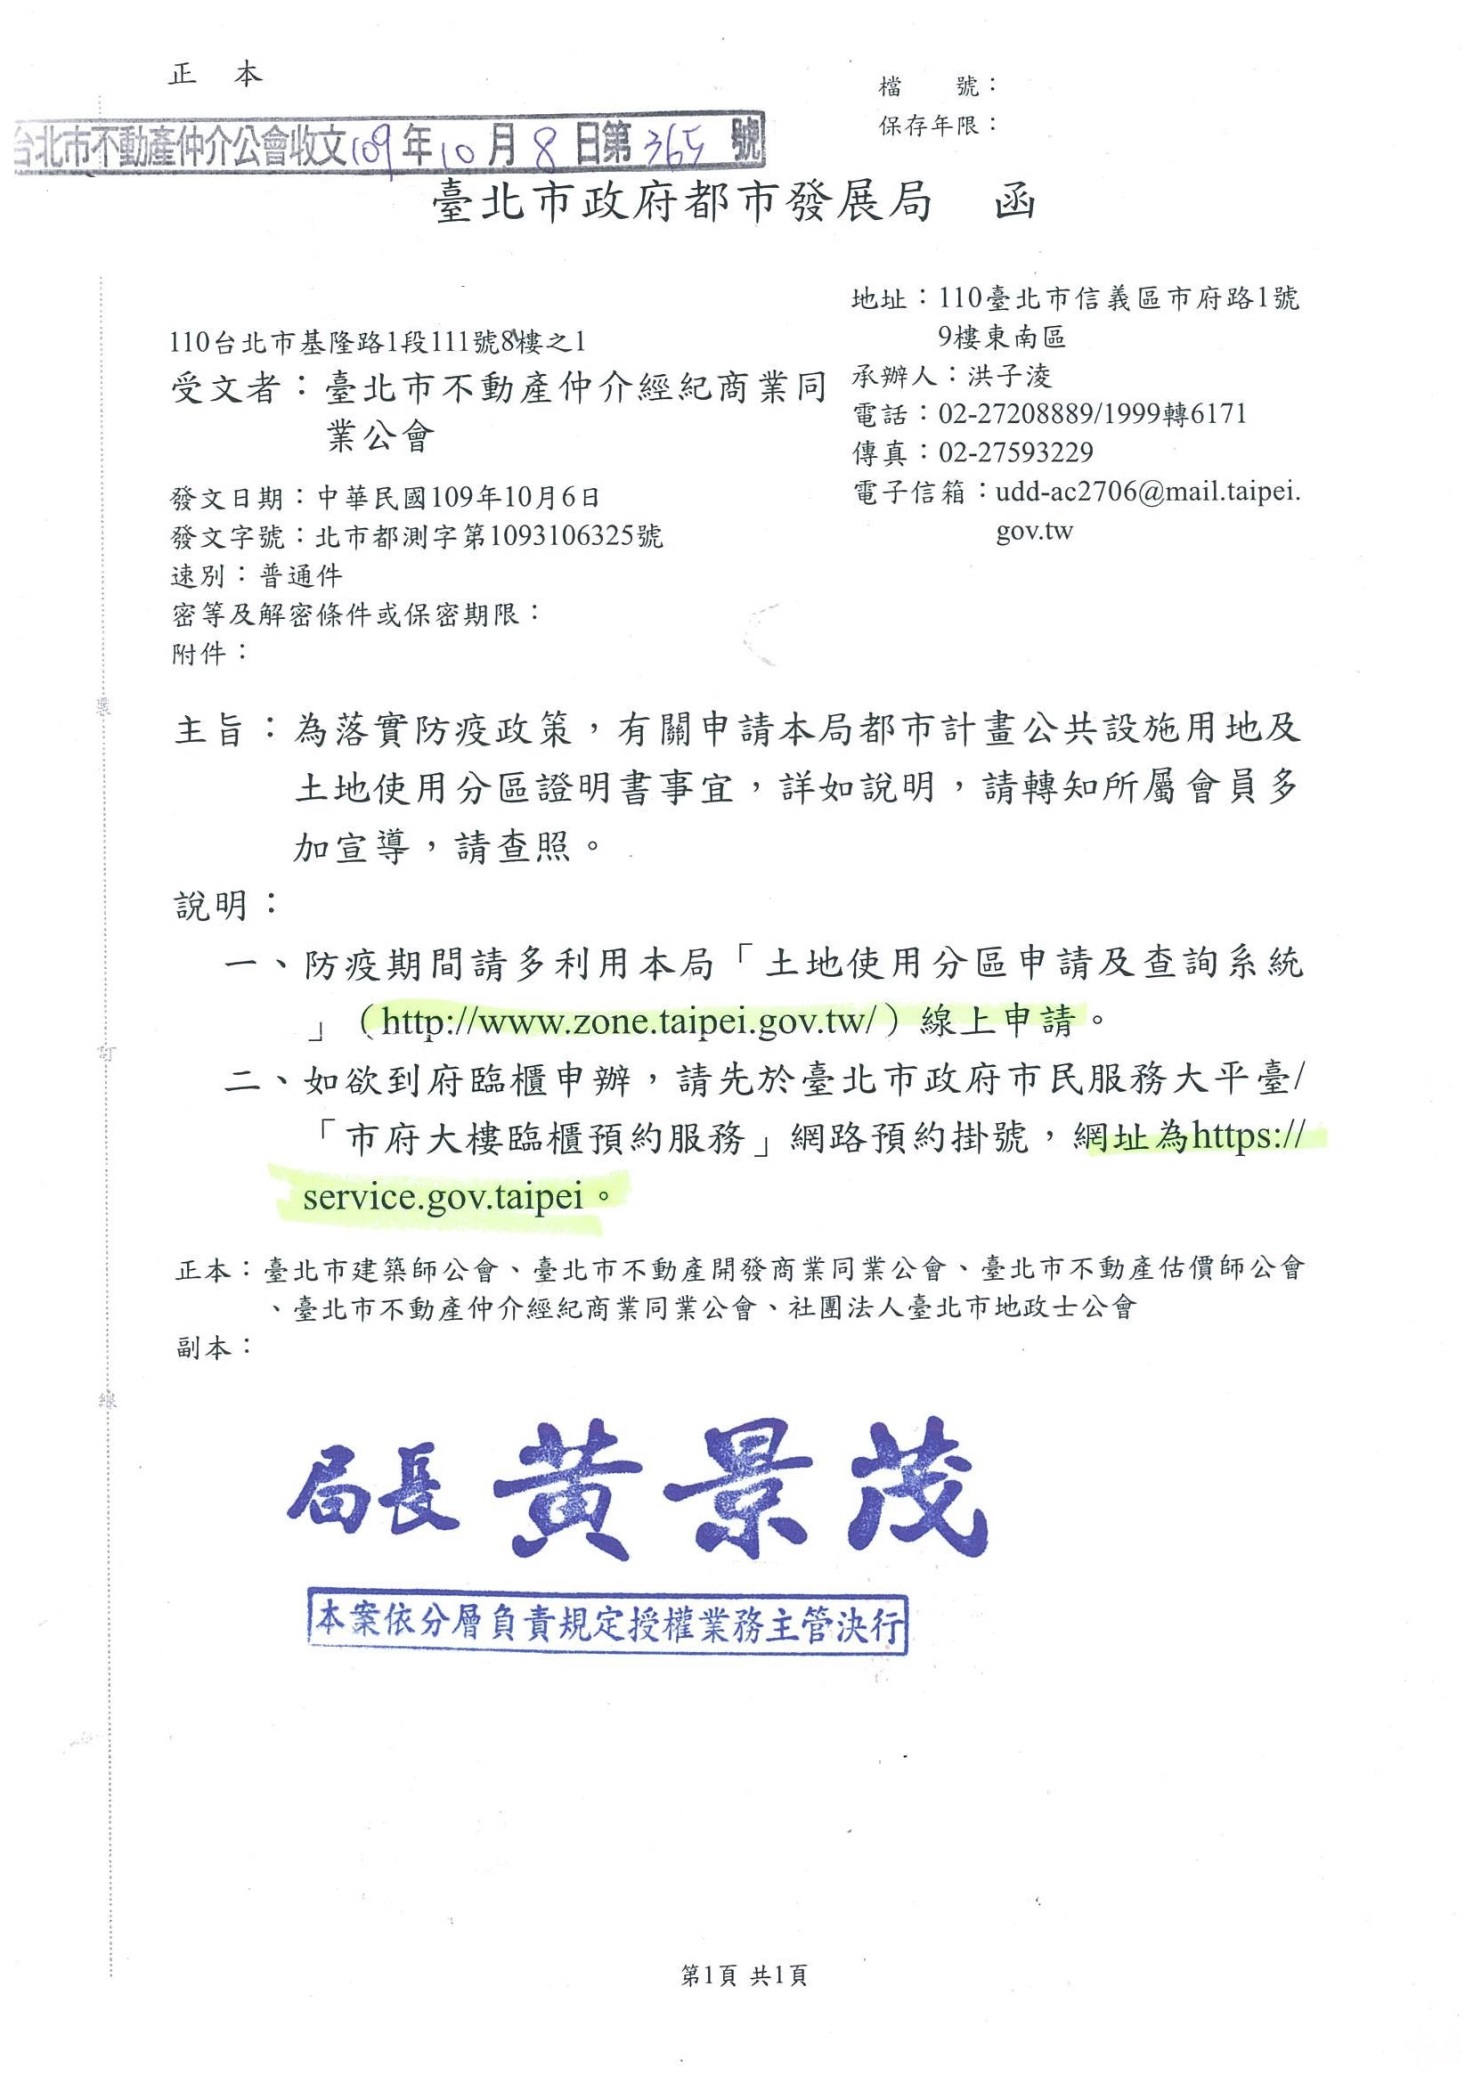 正　本
檔　　號：
保存年限：
台北市不動產仲介公會收文109年10月8日第365號
臺北市政府都市發展局　函
地址：110臺北市信義區市府路1號
9樓東南區
承辦人：洪子淩
電話：02-27208889/1999轉6171
傳真：02-27593229
電子信箱：udd-ac2706@mail.taipei.
gov.tw
110台北市基隆路1段111號8樓之1
受文者：臺北市不動產仲介經紀商業同
業公會
發文日期：中華民國109年10月6日
發文字號：北市都測字第1093106325號
速別：普通件
密等及解密條件或保密期限：
附件：
主旨：為落實防疫政策，有關申請本局都市計畫公共設施用地及
土地使用分區證明書事宜，詳如說明，請轉知所屬會員多
加宣導，請查照。
說明：
一、防疫期間請多利用本局「土地使用分區申請及查詢系統
」（http://www.zone.taipei.gov.tw/）線上申請。
二、如欲到府臨櫃申辦，請先於臺北市政府市民服務大平臺/
「市府大樓臨櫃預約服務」網路預約掛號，網址為https://
service.gov.taipei。
正本：臺北市建築師公會、臺北市不動產開發商業同業公會、臺北市不動產估價師公會
、臺北市不動產仲介經紀商業同業公會、社團法人臺北市地政士公會
副本：
裝
訂
線
局長 黃景茂
本案依分層負責規定授權業務主管決行
第1頁 共1頁